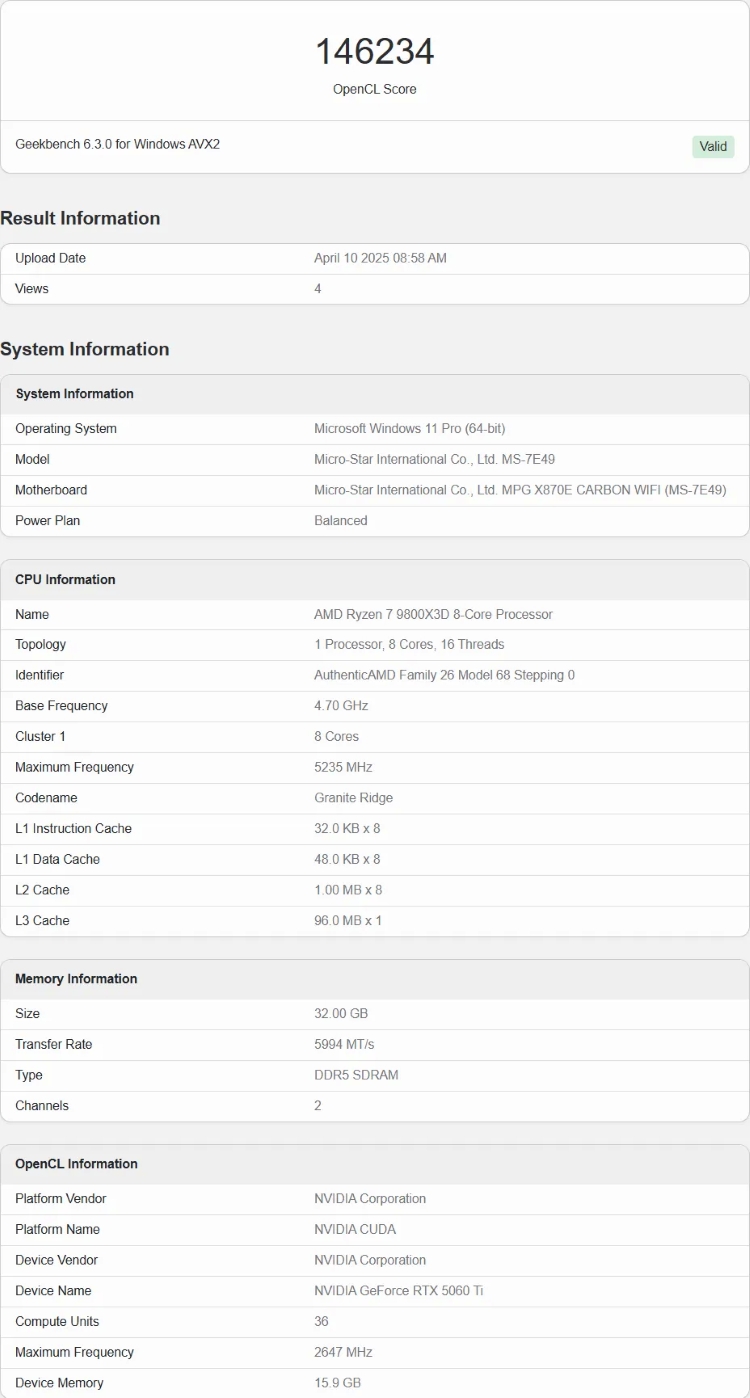 146234
OpenCL Score
Geekbench 6.3.0 for Windows AVX2 Valid
Result Information
Upload Date April 10 2025 08:58 AM
Views 4
System Information
System Information
Operating System Microsoft Windows 11 Pro (64-bit)
Model Micro-Star International Co., Ltd. MS-7E49
Motherboard Micro-Star International Co., Ltd. MPG X870E CARBON WIFI (MS-7E49)
Power Plan Balanced
CPU Information
Name AMD Ryzen 7 9800X3D 8-Core Processor
Topology 1 Processor, 8 Cores, 16 Threads
Identifier AuthenticAMD Family 26 Model 68 Stepping 0
Base Frequency 4.70 GHz
Cluster 1 8 Cores
Maximum Frequency 5235 MHz
Codename Granite Ridge
L1 Instruction Cache 32.0 KB x 8
L1 Data Cache 48.0 KB x 8
L2 Cache 1.00 MB x 8
L3 Cache 96.0 MB x 1
Memory Information
Size 32.00 GB
Transfer Rate 5994 MT/s
Type DDR5 SDRAM
Channels 2
OpenCL Information
Platform Vendor NVIDIA Corporation
Platform Name NVIDIA CUDA
Device Vendor NVIDIA Corporation
Device Name NVIDIA GeForce RTX 5060 Ti
Compute Units 36
Maximum Frequency 2647 MHz
Device Memory 15.9 GB